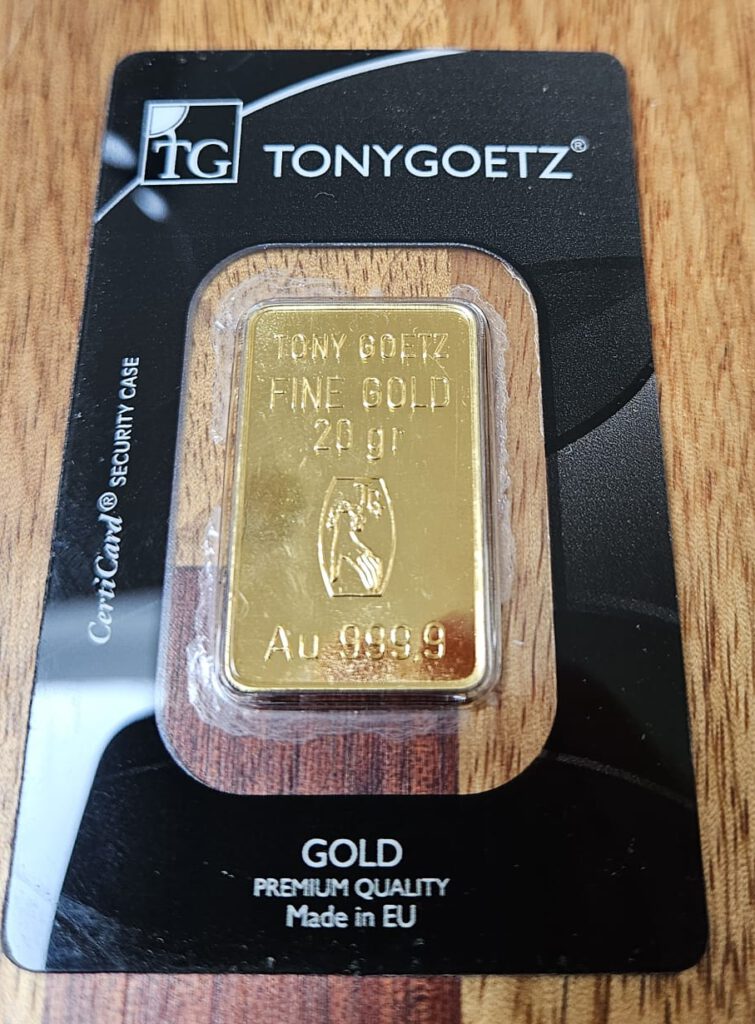 TG TONYGOETZ®
CertiCard® SECURITY CASE
TONY GOETZ
FINE GOLD
20 gr
TG
Au 999.9
GOLD
PREMIUM QUALITY
Made in EU